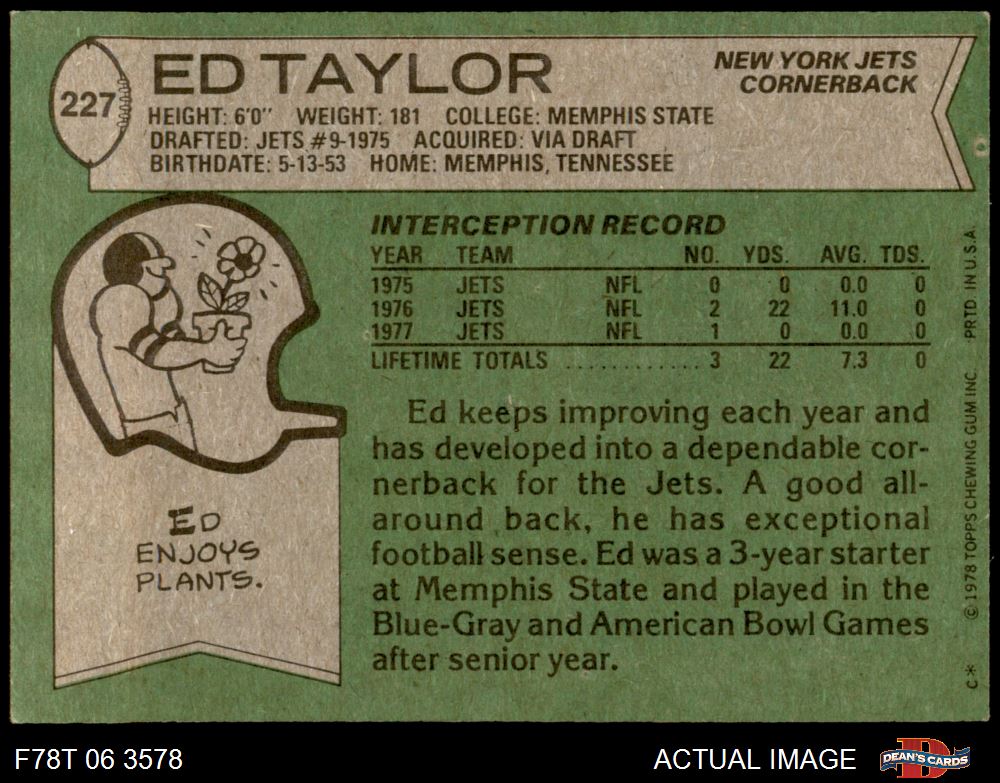 227
ED TAYLOR
NEW YORK JETS
CORNERBACK
HEIGHT: 6'0" WEIGHT: 181 COLLEGE: MEMPHIS STATE
DRAFTED: JETS #9-1975 ACQUIRED: VIA DRAFT
BIRTHDATE: 5-13-53 HOME: MEMPHIS, TENNESSEE
INTERCEPTION RECORD
YEAR TEAM NO. YDS. AVG. TDS.
1975 JETS NFL 0 0 0.0 0
1976 JETS NFL 2 22 11.0 0
1977 JETS NFL 1 0 0.0 0
LIFETIME TOTALS . . . . . . . . . . . . 3 22 7.3 0
Ed keeps improving each year and
has developed into a dependable cor-
nerback for the Jets. A good all-
around back, he has exceptional
football sense. Ed was a 3-year starter
at Memphis State and played in the
Blue-Gray and American Bowl Games
after senior year.
ED
ENJOYS
PLANTS.
C* © 1978 TOPPS CHEWING GUM INC. PRTD. IN U.S.A.
F78T 06 3578
ACTUAL IMAGE
DEAN'S CARDS